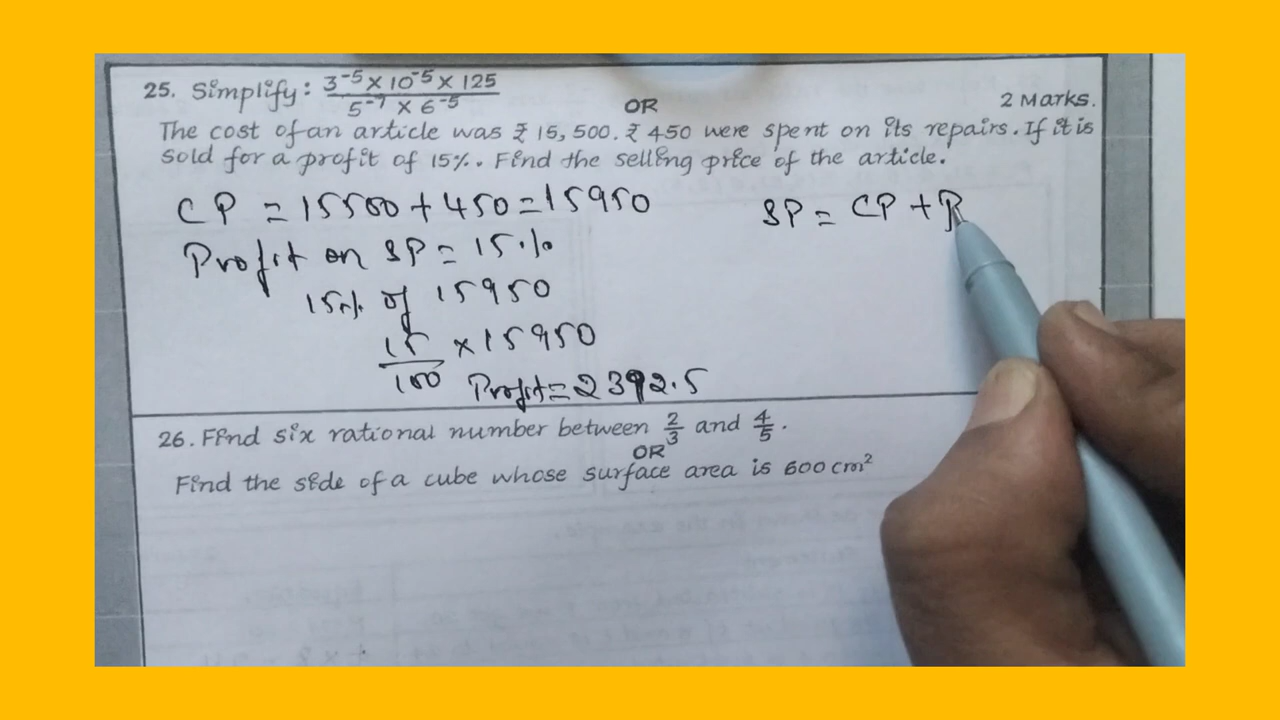 25. Simplify: 3⁻⁵ × 10⁻⁵ × 125 / 5⁻⁷ × 6⁻⁵
OR 2 Marks.
The cost of an article was ₹ 15,500. ₹ 450 were spent on its repairs. If it is
sold for a profit of 15%. Find the selling price of the article.
CP = 15500 + 450 = 15950
SP = CP + P
Profit on SP = 15%
15% of 15950
15/100 × 15950
Profit = 2392.5
26. Find six rational number between 2/3 and 4/5.
OR
Find the side of a cube whose surface area is 600 cm²